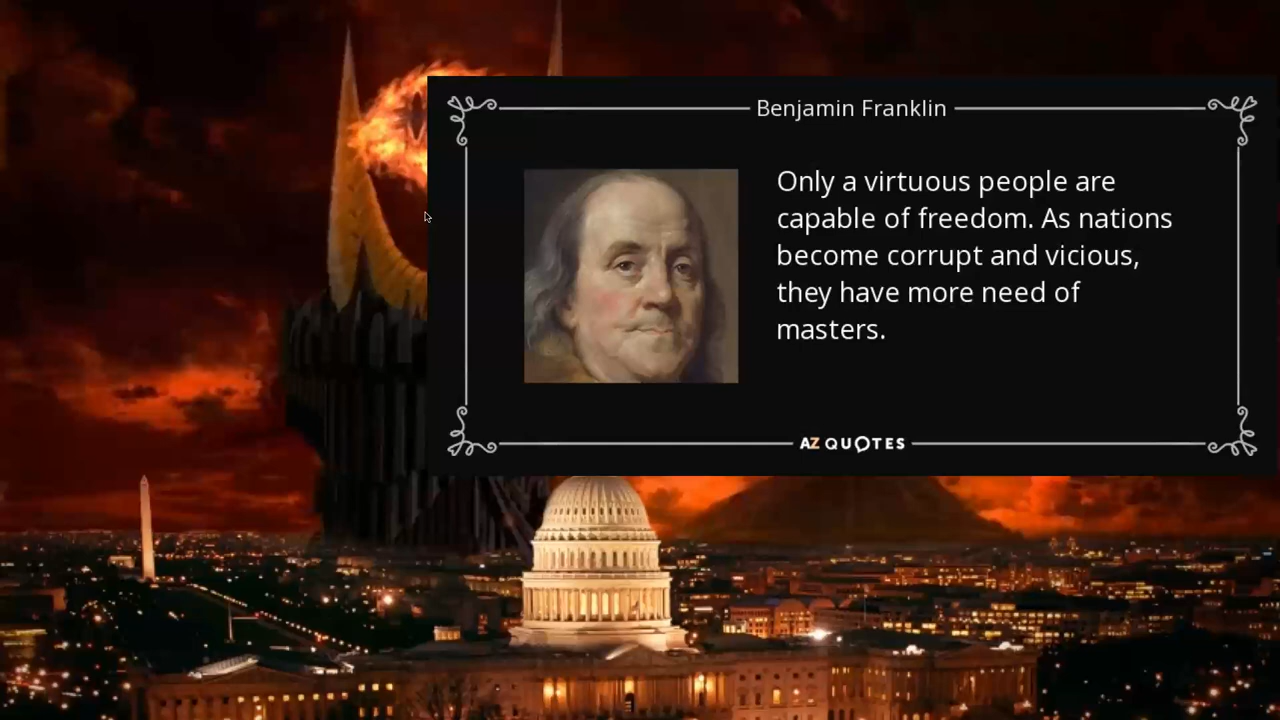 Benjamin Franklin
Only a virtuous people are
capable of freedom. As nations
become corrupt and vicious,
they have more need of
masters.
AZ QUOTES